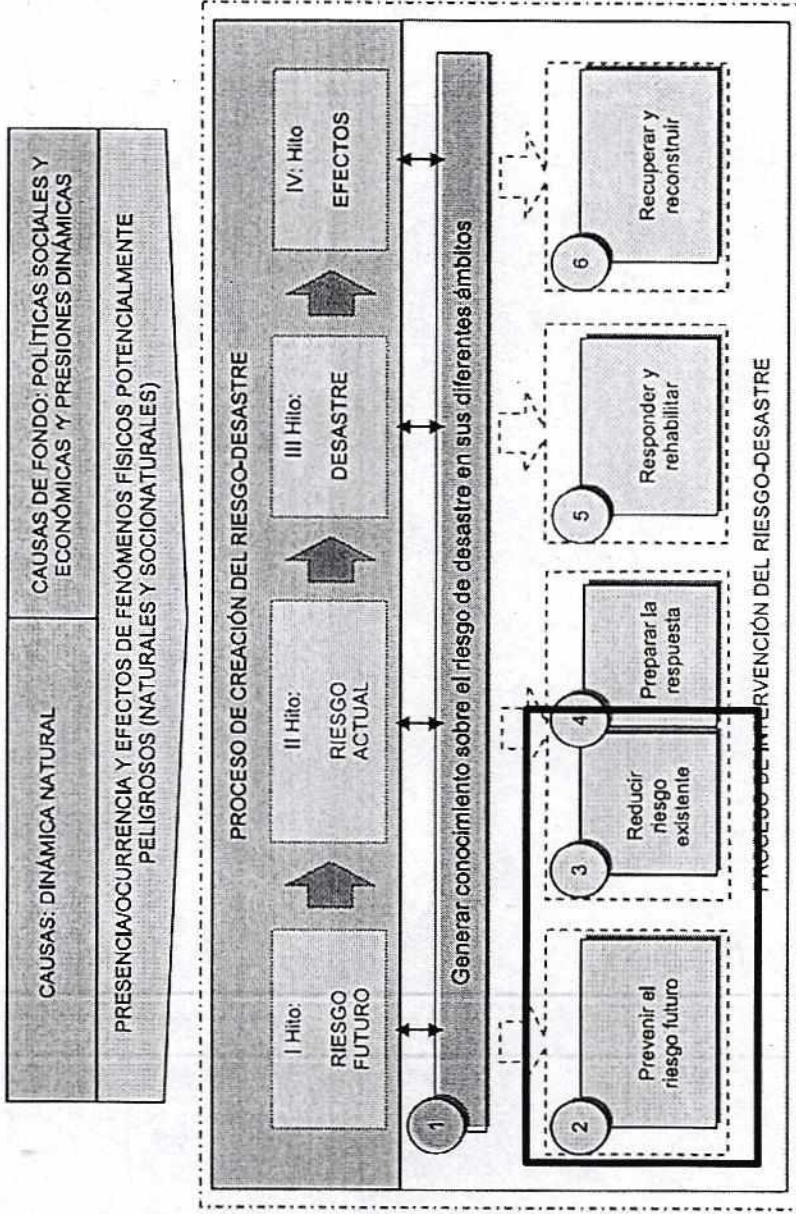 CAUSAS: DINÁMICA NATURAL
CAUSAS DE FONDO: POLÍTICAS SOCIALES Y
ECONÓMICAS Y PRESIONES DINÁMICAS
PRESENCIA/OCURRENCIA Y EFECTOS DE FENÓMENOS FÍSICOS POTENCIALMENTE
PELIGROSOS (NATURALES Y SOCIONATURALES)
PROCESO DE CREACIÓN DEL RIESGO-DESASTRE
I Hito:
RIESGO
FUTURO
II Hito:
RIESGO
ACTUAL
III Hito:
DESASTRE
IV: Hito
EFECTOS
1
Generar conocimiento sobre el riesgo de desastre en sus diferentes ámbitos
2
Prevenir el
riesgo futuro
3
Reducir
riesgo
existente
4
Preparar la
respuesta
5
Responder y
rehabilitar
6
Recuperar y
reconstruir
PROCESO DE INTERVENCIÓN DEL RIESGO-DESASTRE